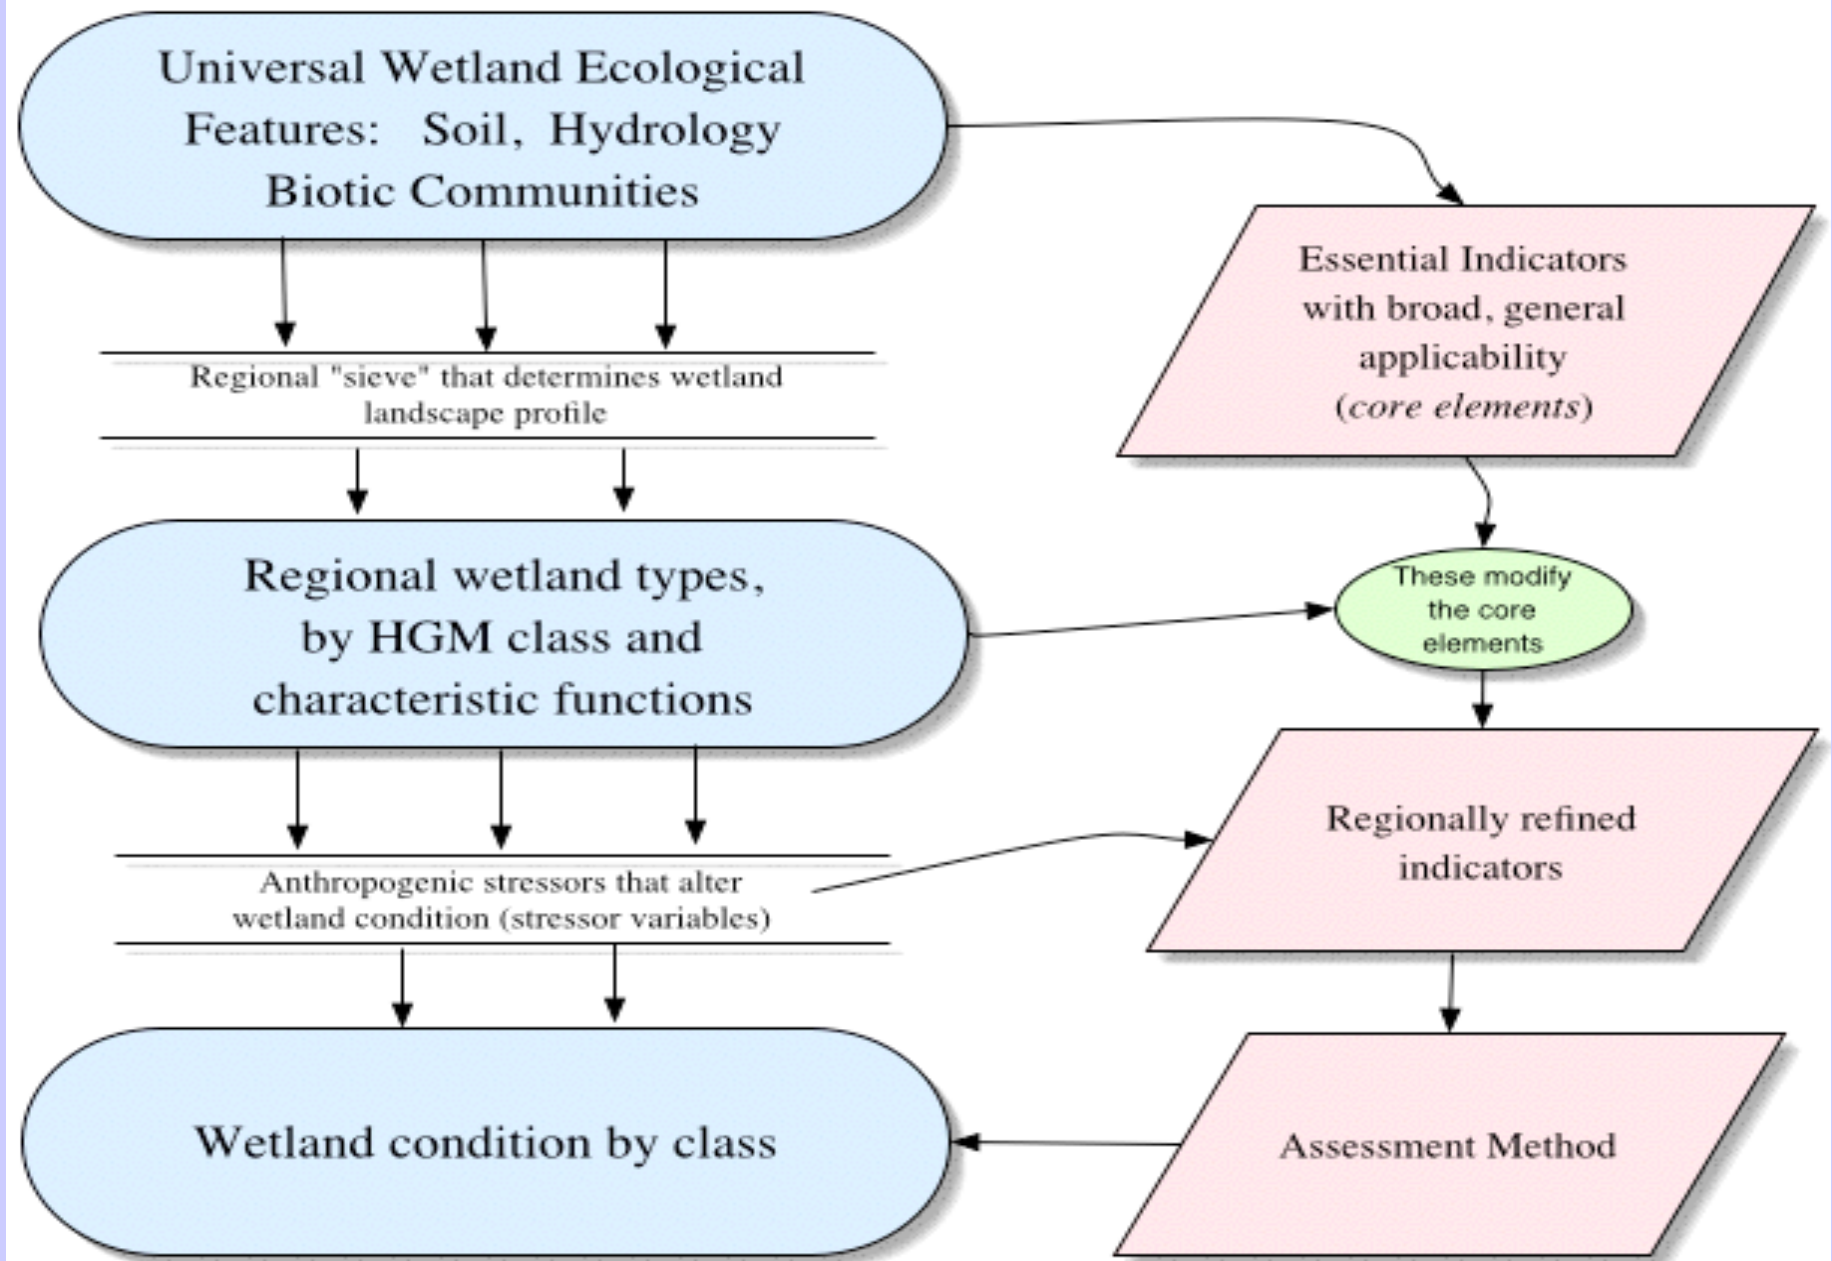 Universal Wetland Ecological
Features: Soil, Hydrology
Biotic Communities
Essential Indicators
with broad, general
applicability
(core elements)
Regional "sieve" that determines wetland
landscape profile
Regional wetland types,
by HGM class and
characteristic functions
These modify
the core
elements
Regionally refined
indicators
Anthropogenic stressors that alter
wetland condition (stressor variables)
Wetland condition by class
Assessment Method